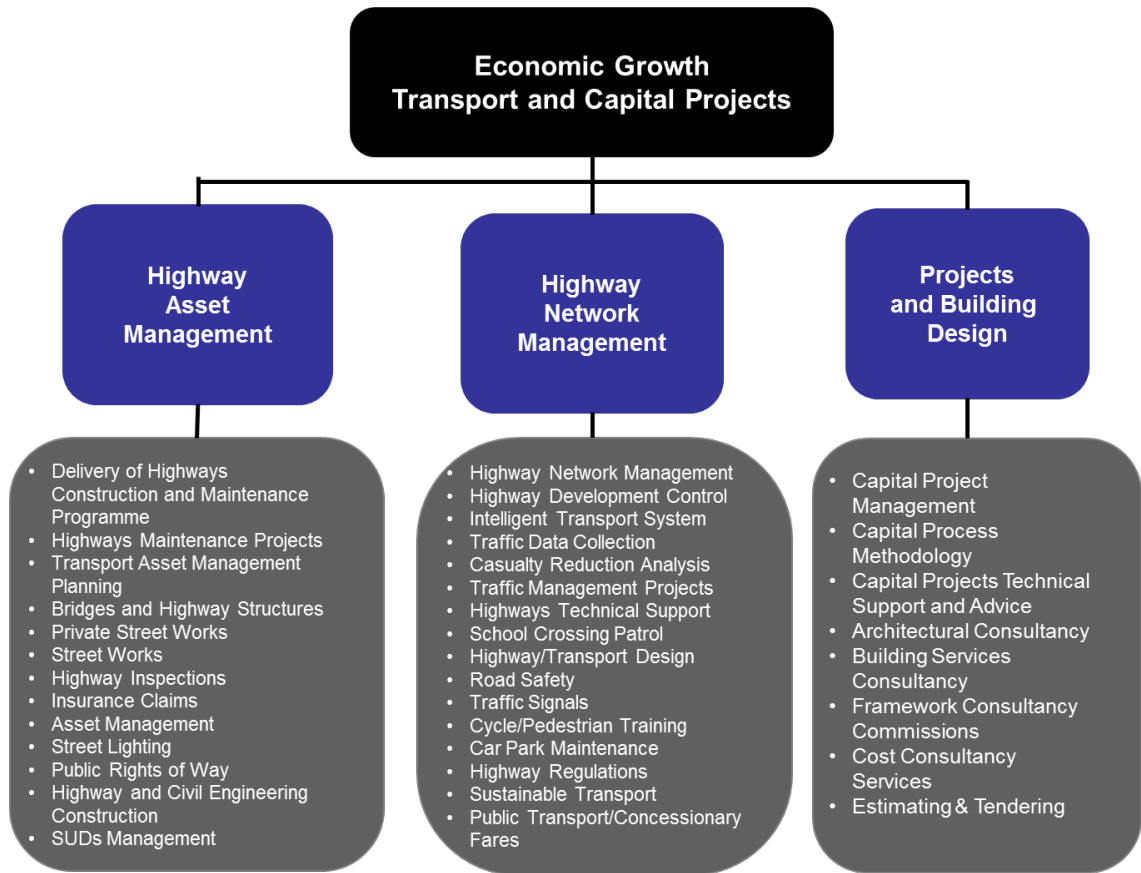 Economic Growth
Transport and Capital Projects
Highway
Asset
Management
• Delivery of Highways
Construction and Maintenance
Programme
• Highways Maintenance Projects
• Transport Asset Management
Planning
• Bridges and Highway Structures
• Private Street Works
• Street Works
• Highway Inspections
• Insurance Claims
• Asset Management
• Street Lighting
• Public Rights of Way
• Highway and Civil Engineering
Construction
• SUDs Management
Highway
Network
Management
• Highway Network Management
• Highway Development Control
• Intelligent Transport System
• Traffic Data Collection
• Casualty Reduction Analysis
• Traffic Management Projects
• Highways Technical Support
• School Crossing Patrol
• Highway/Transport Design
• Road Safety
• Traffic Signals
• Cycle/Pedestrian Training
• Car Park Maintenance
• Highway Regulations
• Sustainable Transport
• Public Transport/Concessionary
Fares
Projects
and Building
Design
• Capital Project
Management
• Capital Process
Methodology
• Capital Projects Technical
Support and Advice
• Architectural Consultancy
• Building Services
Consultancy
• Framework Consultancy
Commissions
• Cost Consultancy
Services
• Estimating & Tendering